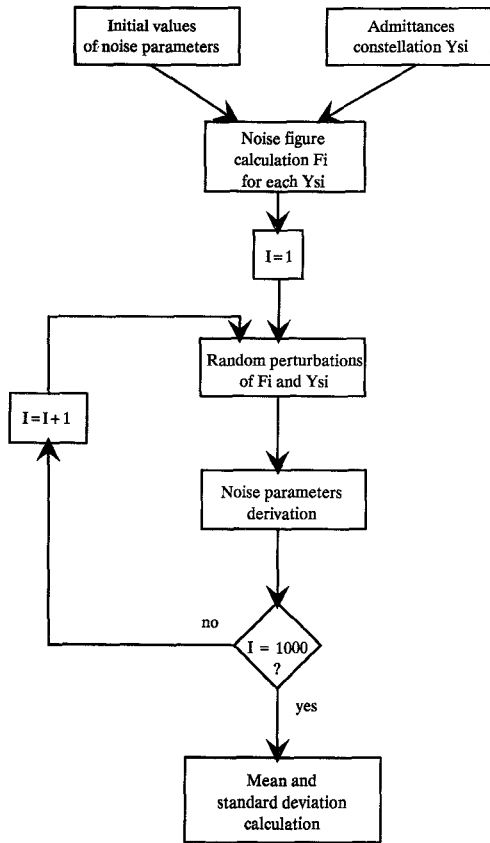 Initial values
of noise parameters
Admittances
constellation Ysi
Noise figure
calculation Fi
for each Ysi
I=1
Random perturbations
of Fi and Ysi
I=I+1
Noise parameters
derivation
no
I = 1000
?
yes
Mean and
standard deviation
calculation